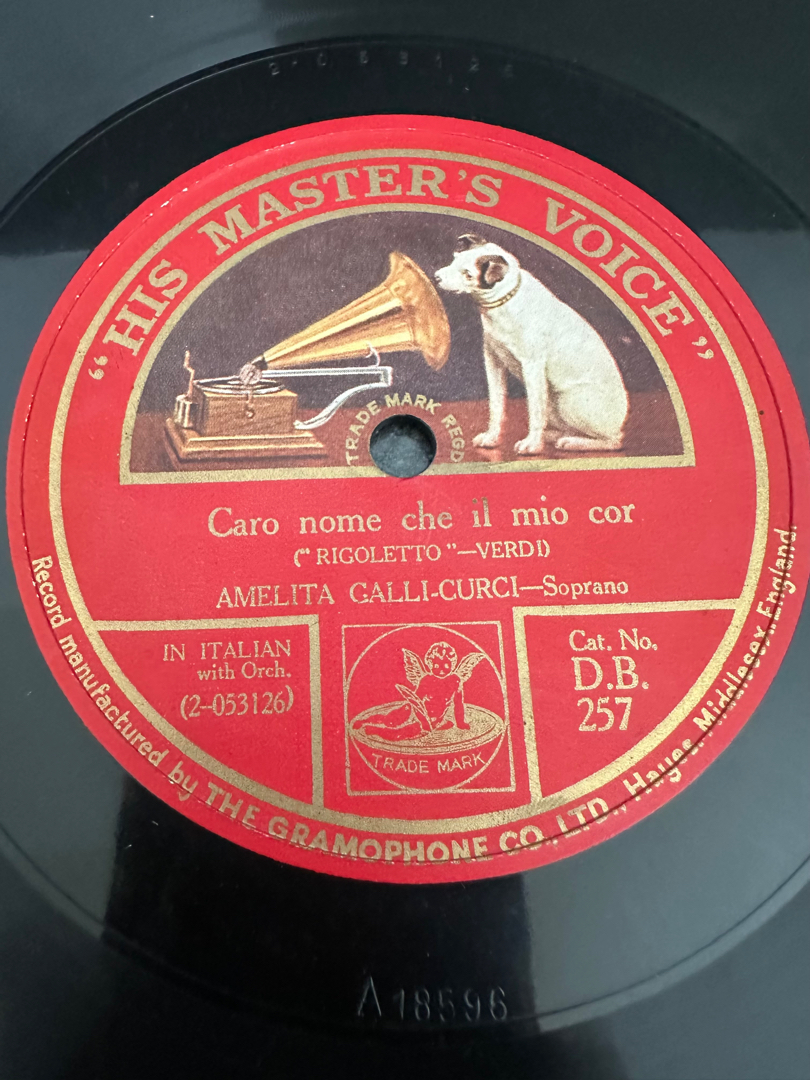 2-053126
“HIS MASTER'S VOICE”
TRADE MARK REGD
Caro nome che il mio cor
(“RIGOLETTO”—VERDI)
AMELITA GALLI-CURCI—Soprano
IN ITALIAN
with Orch.
(2-053126)
TRADE MARK
Cat. No.
D.B.
257
Record manufactured by THE GRAMOPHONE CO., LTD., Hayes, Middlesex, England.
A18596